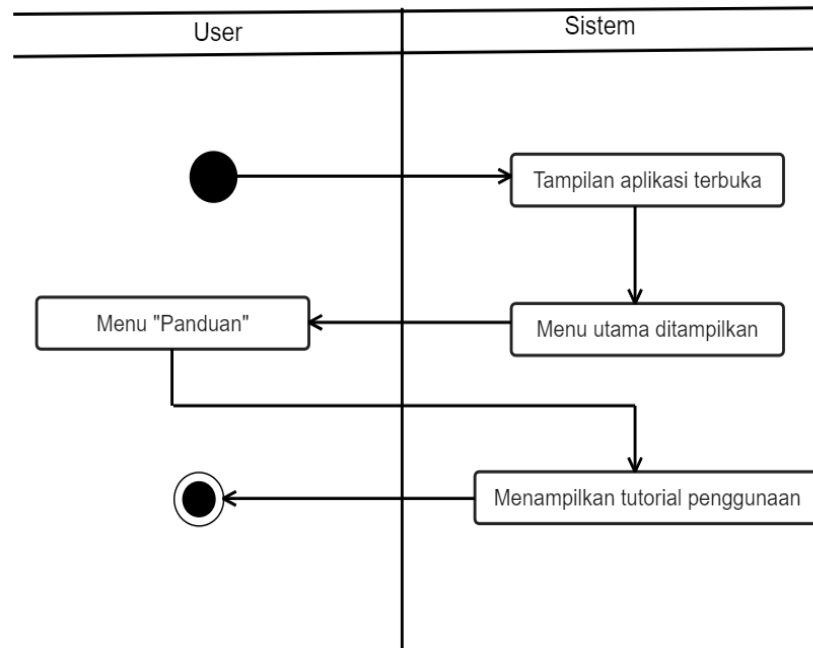 User
Sistem
Tampilan aplikasi terbuka
Menu "Panduan"
Menu utama ditampilkan
Menampilkan tutorial penggunaan